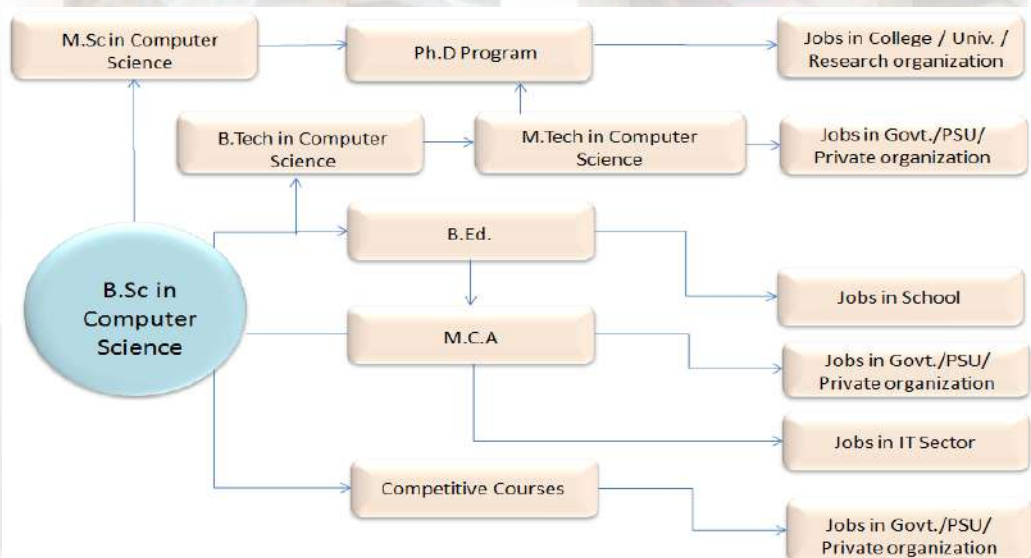 M.Sc in Computer
Science
Ph.D Program
Jobs in College / Univ. /
Research organization
B.Tech in Computer
Science
M.Tech in Computer
Science
Jobs in Govt./PSU/
Private organization
B.Ed.
B.Sc in
Computer
Science
Jobs in School
M.C.A
Jobs in Govt./PSU/
Private organization
Jobs in IT Sector
Competitive Courses
Jobs in Govt./PSU/
Private organization